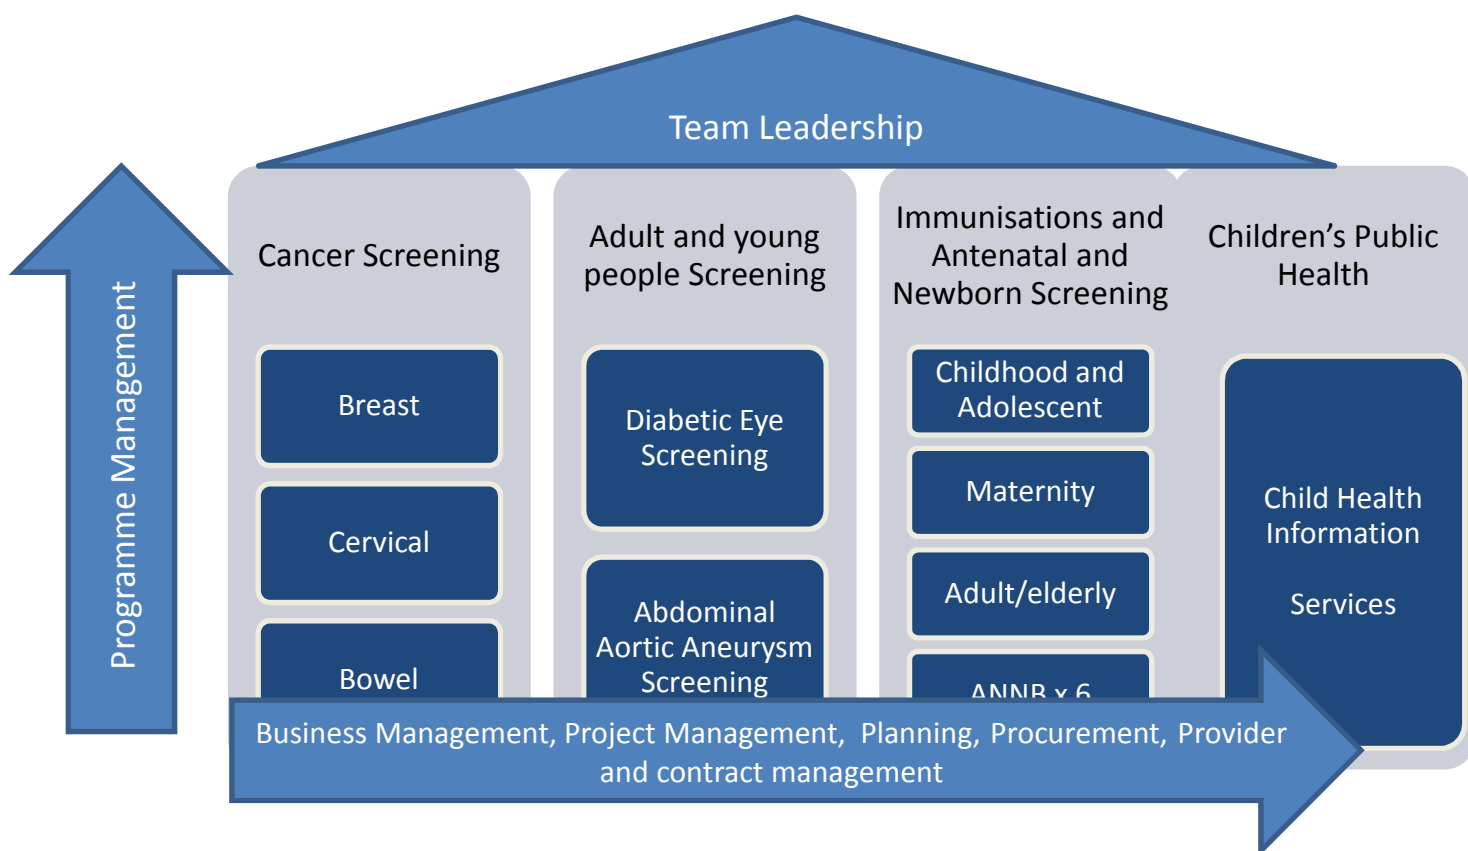 Team Leadership
Programme Management
Cancer Screening
Breast
Cervical
Bowel
Adult and young
people Screening
Diabetic Eye
Screening
Abdominal
Aortic Aneurysm
Screening
Immunisations and
Antenatal and
Newborn Screening
Childhood and
Adolescent
Maternity
Adult/elderly
ANNB x 6
Children’s Public
Health
Child Health
Information
Services
Business Management, Project Management, Planning, Procurement, Provider
and contract management